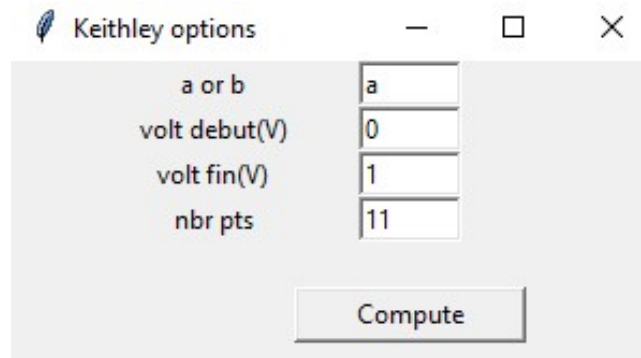 Keithley options
a or b a
volt debut(V) 0
volt fin(V) 1
nbr pts 11
Compute